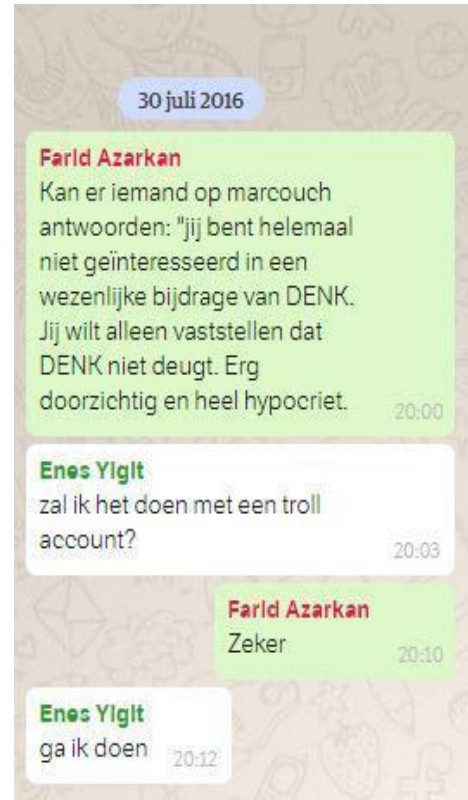 30 juli 2016
Farid Azarkan
Kan er iemand op marcouch
antwoorden: "jij bent helemaal
niet geïnteresseerd in een
wezenlijke bijdrage van DENK.
Jij wilt alleen vaststellen dat
DENK niet deugt. Erg
doorzichtig en heel hypocriet.
20:00
Enes Yigit
zal ik het doen met een troll
account?
20:03
Farid Azarkan
Zeker
20:10
Enes Yigit
ga ik doen 20:12